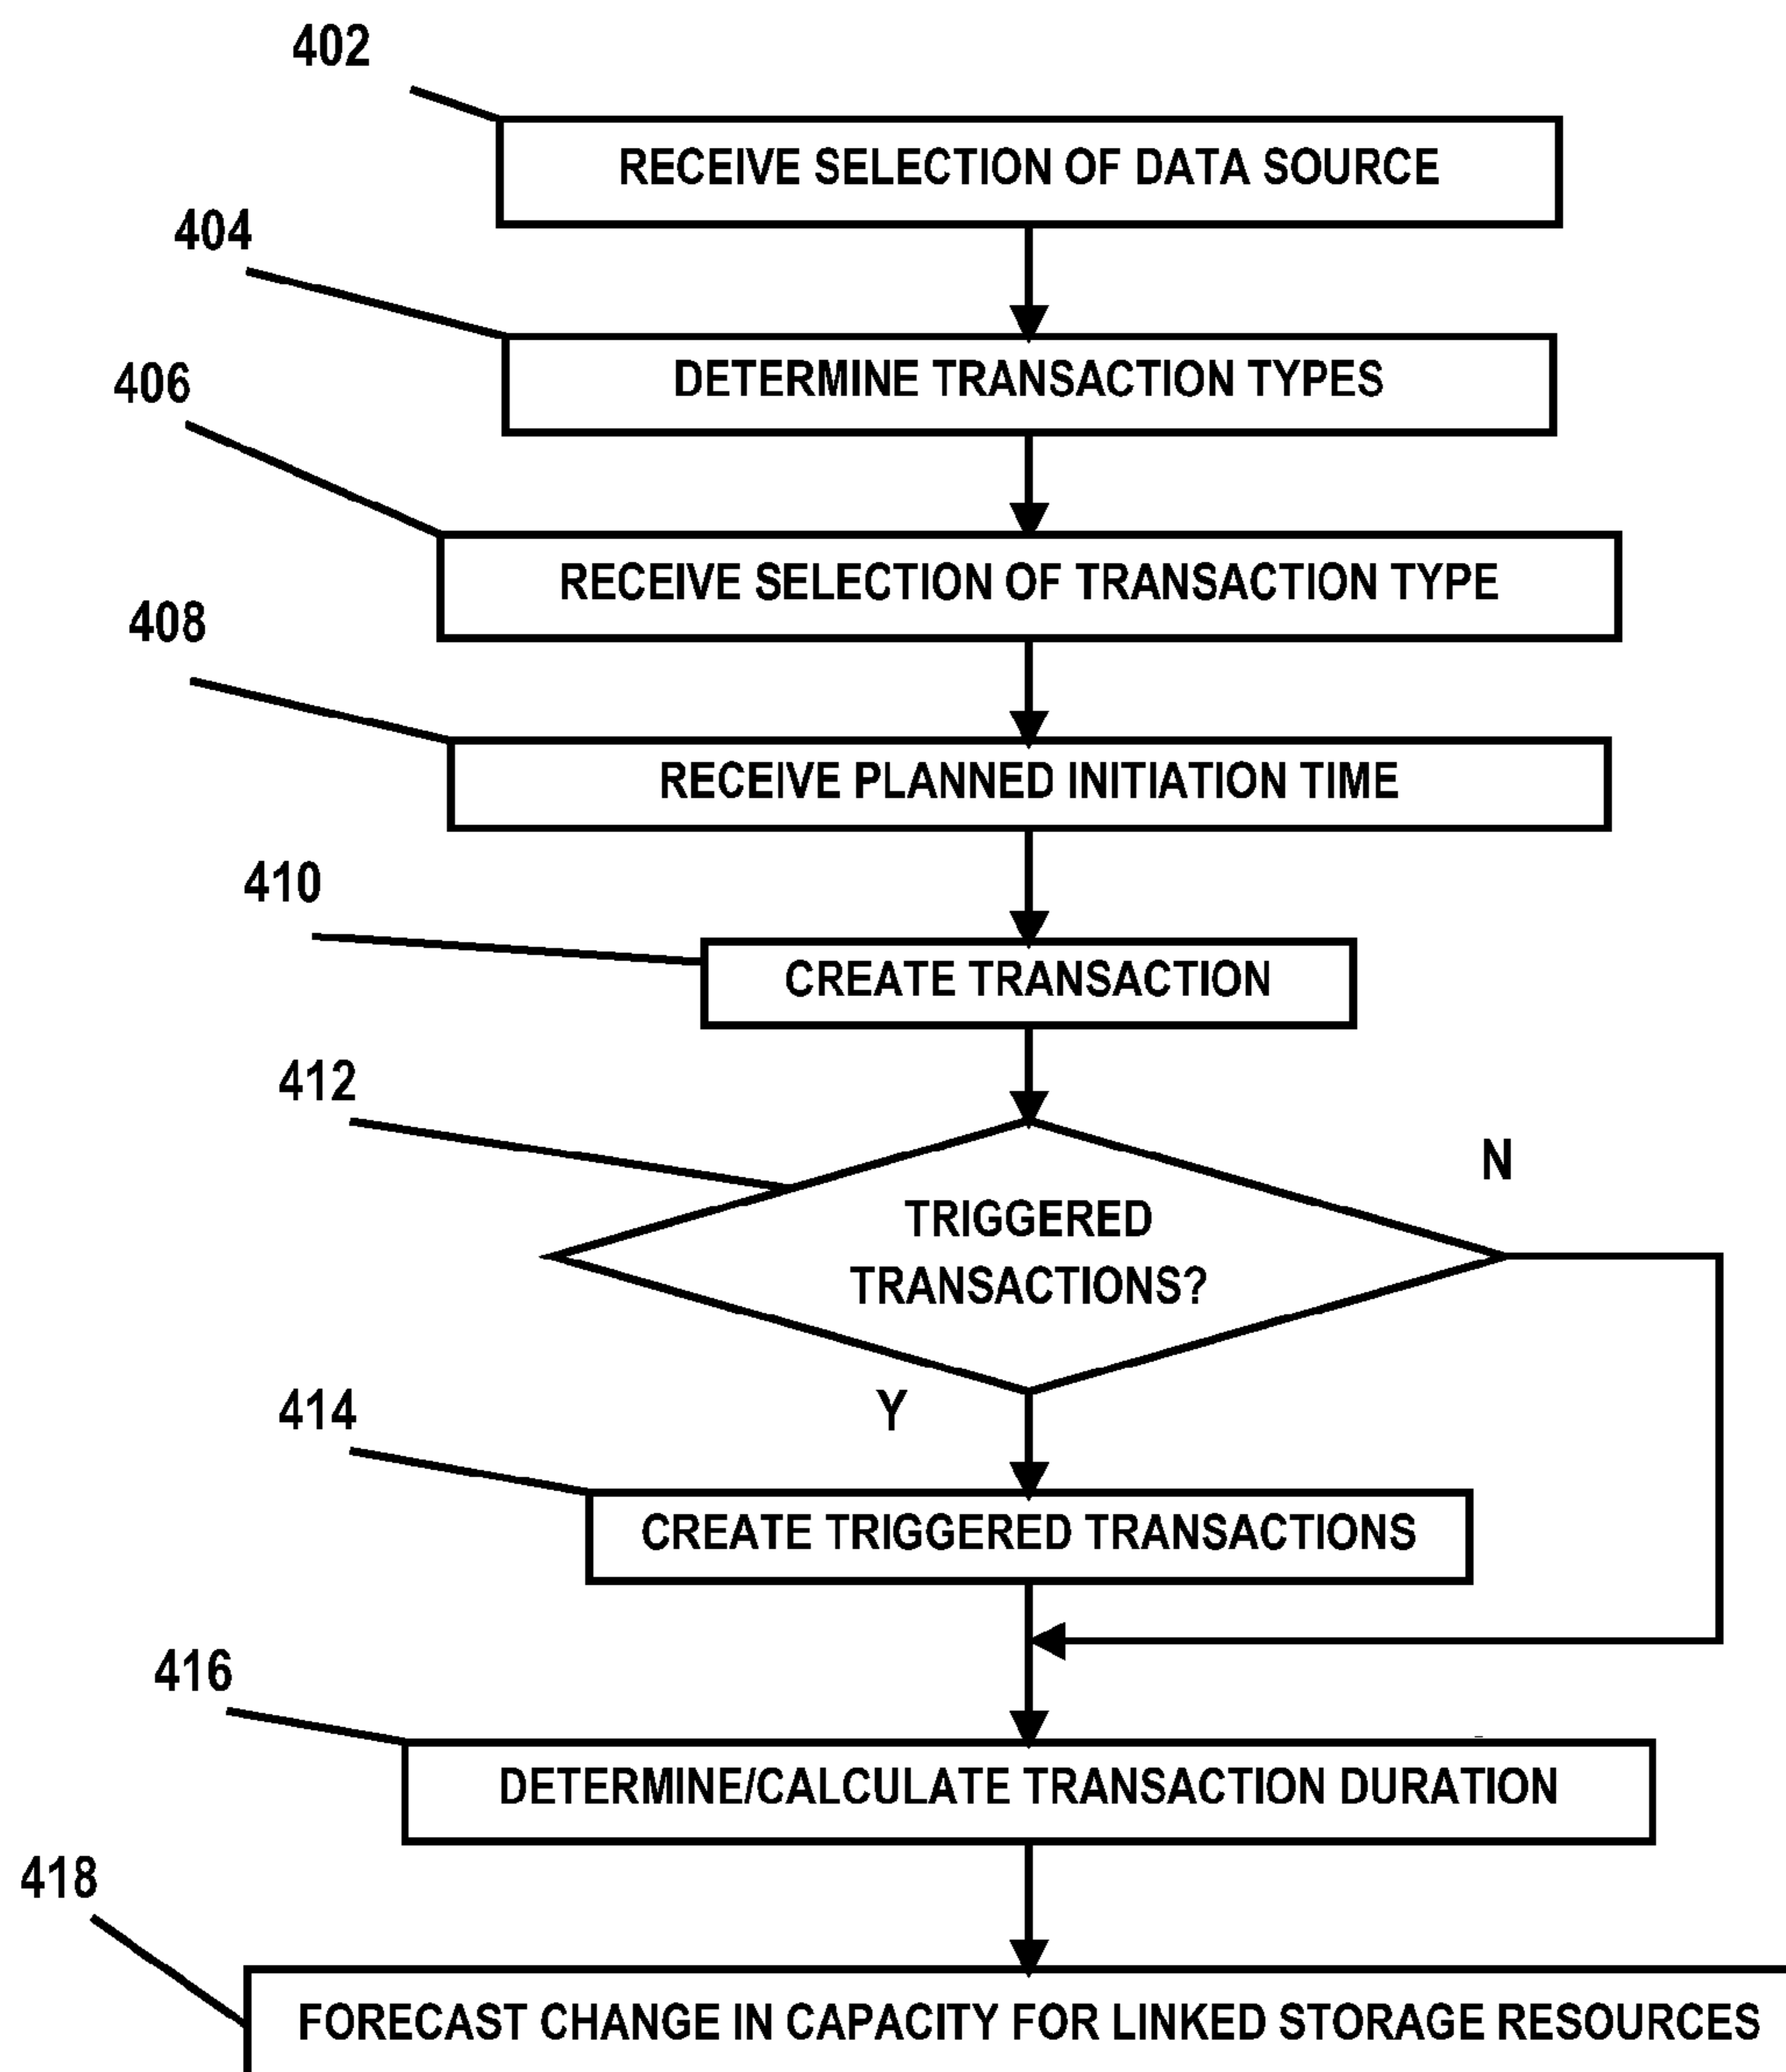 402
RECEIVE SELECTION OF DATA SOURCE
404
DETERMINE TRANSACTION TYPES
406
RECEIVE SELECTION OF TRANSACTION TYPE
408
RECEIVE PLANNED INITIATION TIME
410
CREATE TRANSACTION
412
N
TRIGGERED
TRANSACTIONS?
Y
414
CREATE TRIGGERED TRANSACTIONS
416
DETERMINE/CALCULATE TRANSACTION DURATION
418
FORECAST CHANGE IN CAPACITY FOR LINKED STORAGE RESOURCES